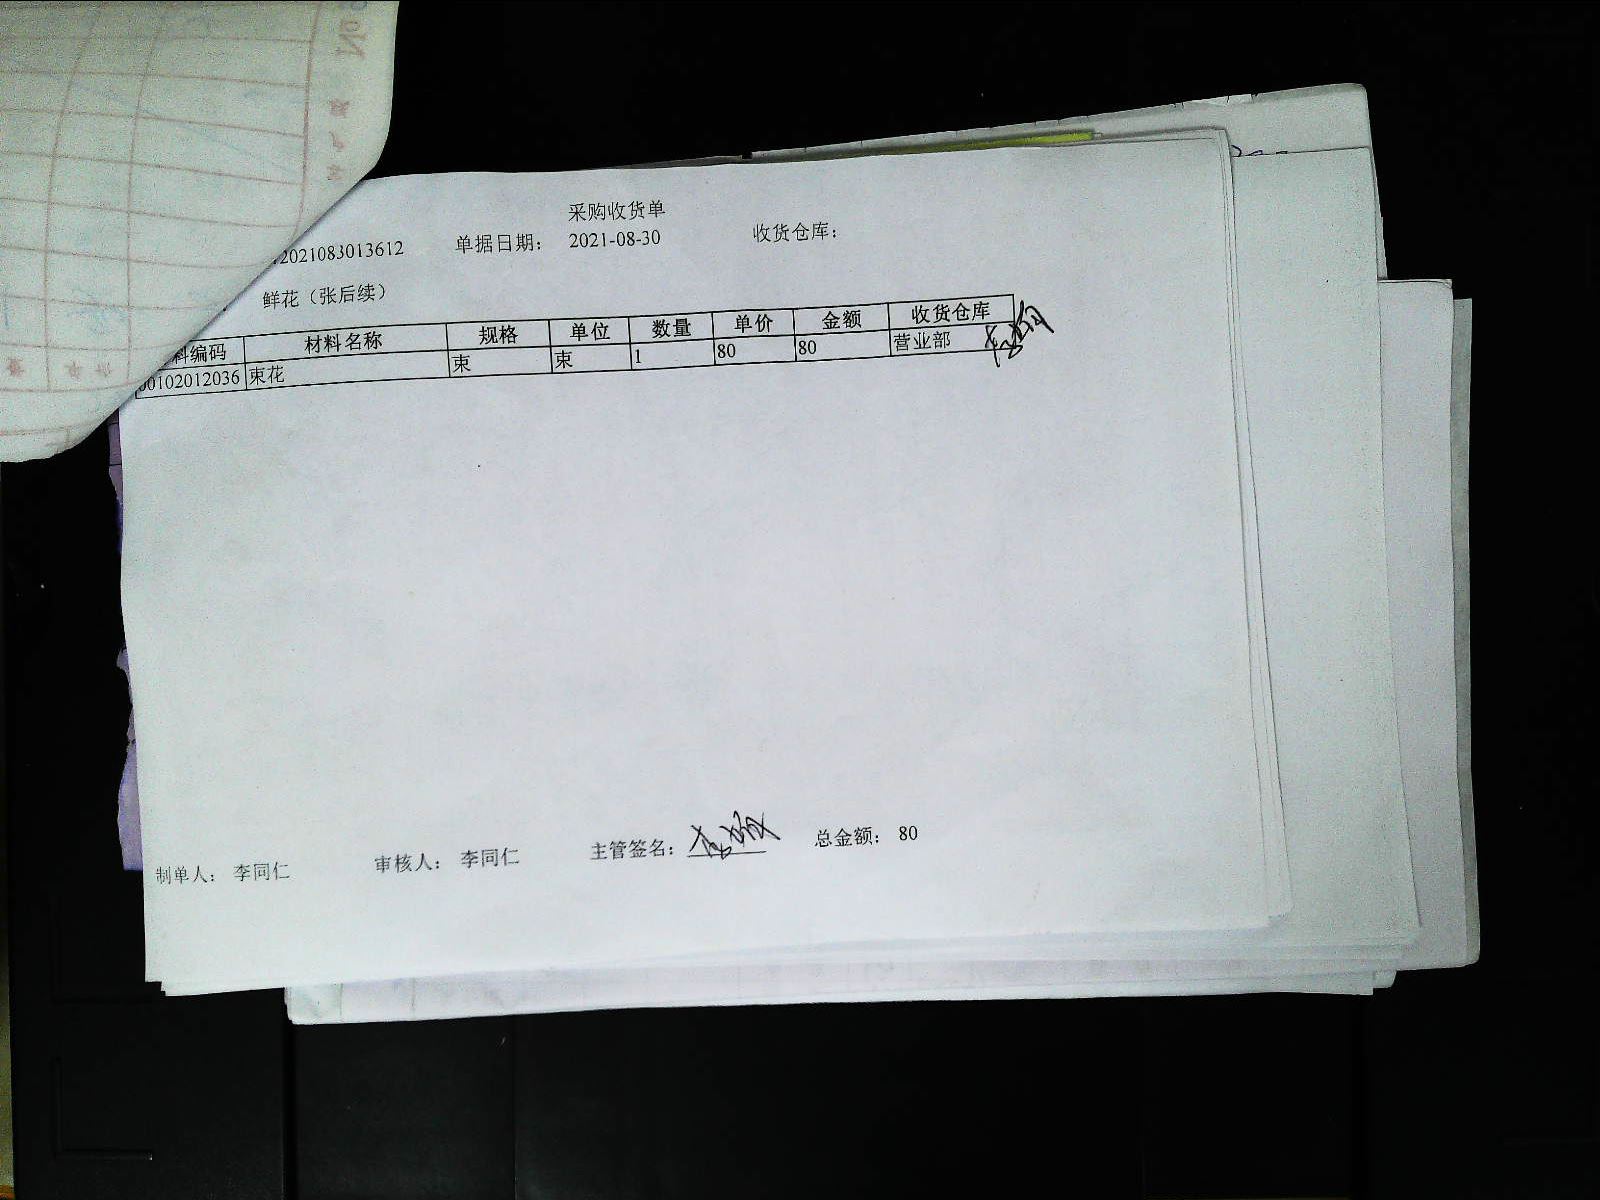 采购收货单
2021083013612 单据日期： 2021-08-30 收货仓库：
鲜花（张后续）
料编码 材料名称 规格 单位 数量 单价 金额 收货仓库
00102012036 束花 束 束 1 80 80 营业部
制单人： 李同仁 审核人： 李同仁 主管签名： 总金额： 80